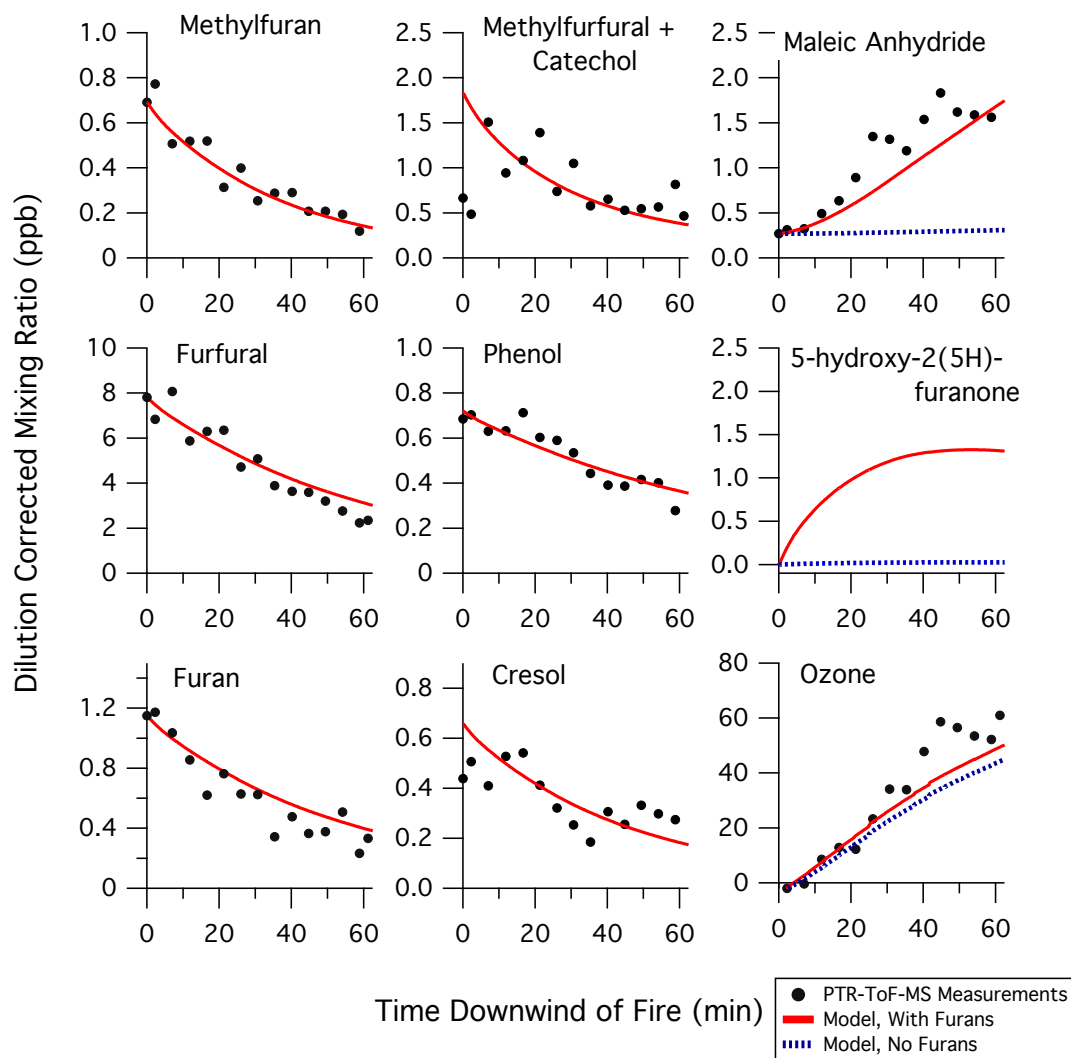 Dilution Corrected Mixing Ratio (ppb)
Methylfuran
1.0
0.8
0.6
0.4
0.2
0
0 20 40 60
Methylfurfural +
Catechol
2.5
2.0
1.5
1.0
0.5
0.0
0 20 40 60
Maleic Anhydride
2.5
2.0
1.5
1.0
0.5
0.0
0 20 40 60
Furfural
10
8
6
4
2
0
0 20 40 60
Phenol
1.0
0.8
0.6
0.4
0.2
0
0 20 40 60
5-hydroxy-2(5H)-
furanone
2.5
2.0
1.5
1.0
0.5
0.0
0 20 40 60
Furan
1.2
0.8
0.4
0
0 20 40 60
Cresol
0.8
0.6
0.4
0.2
0.0
0 20 40 60
Ozone
80
60
40
20
0
0 20 40 60
Time Downwind of Fire (min)
PTR-ToF-MS Measurements
Model, With Furans
Model, No Furans